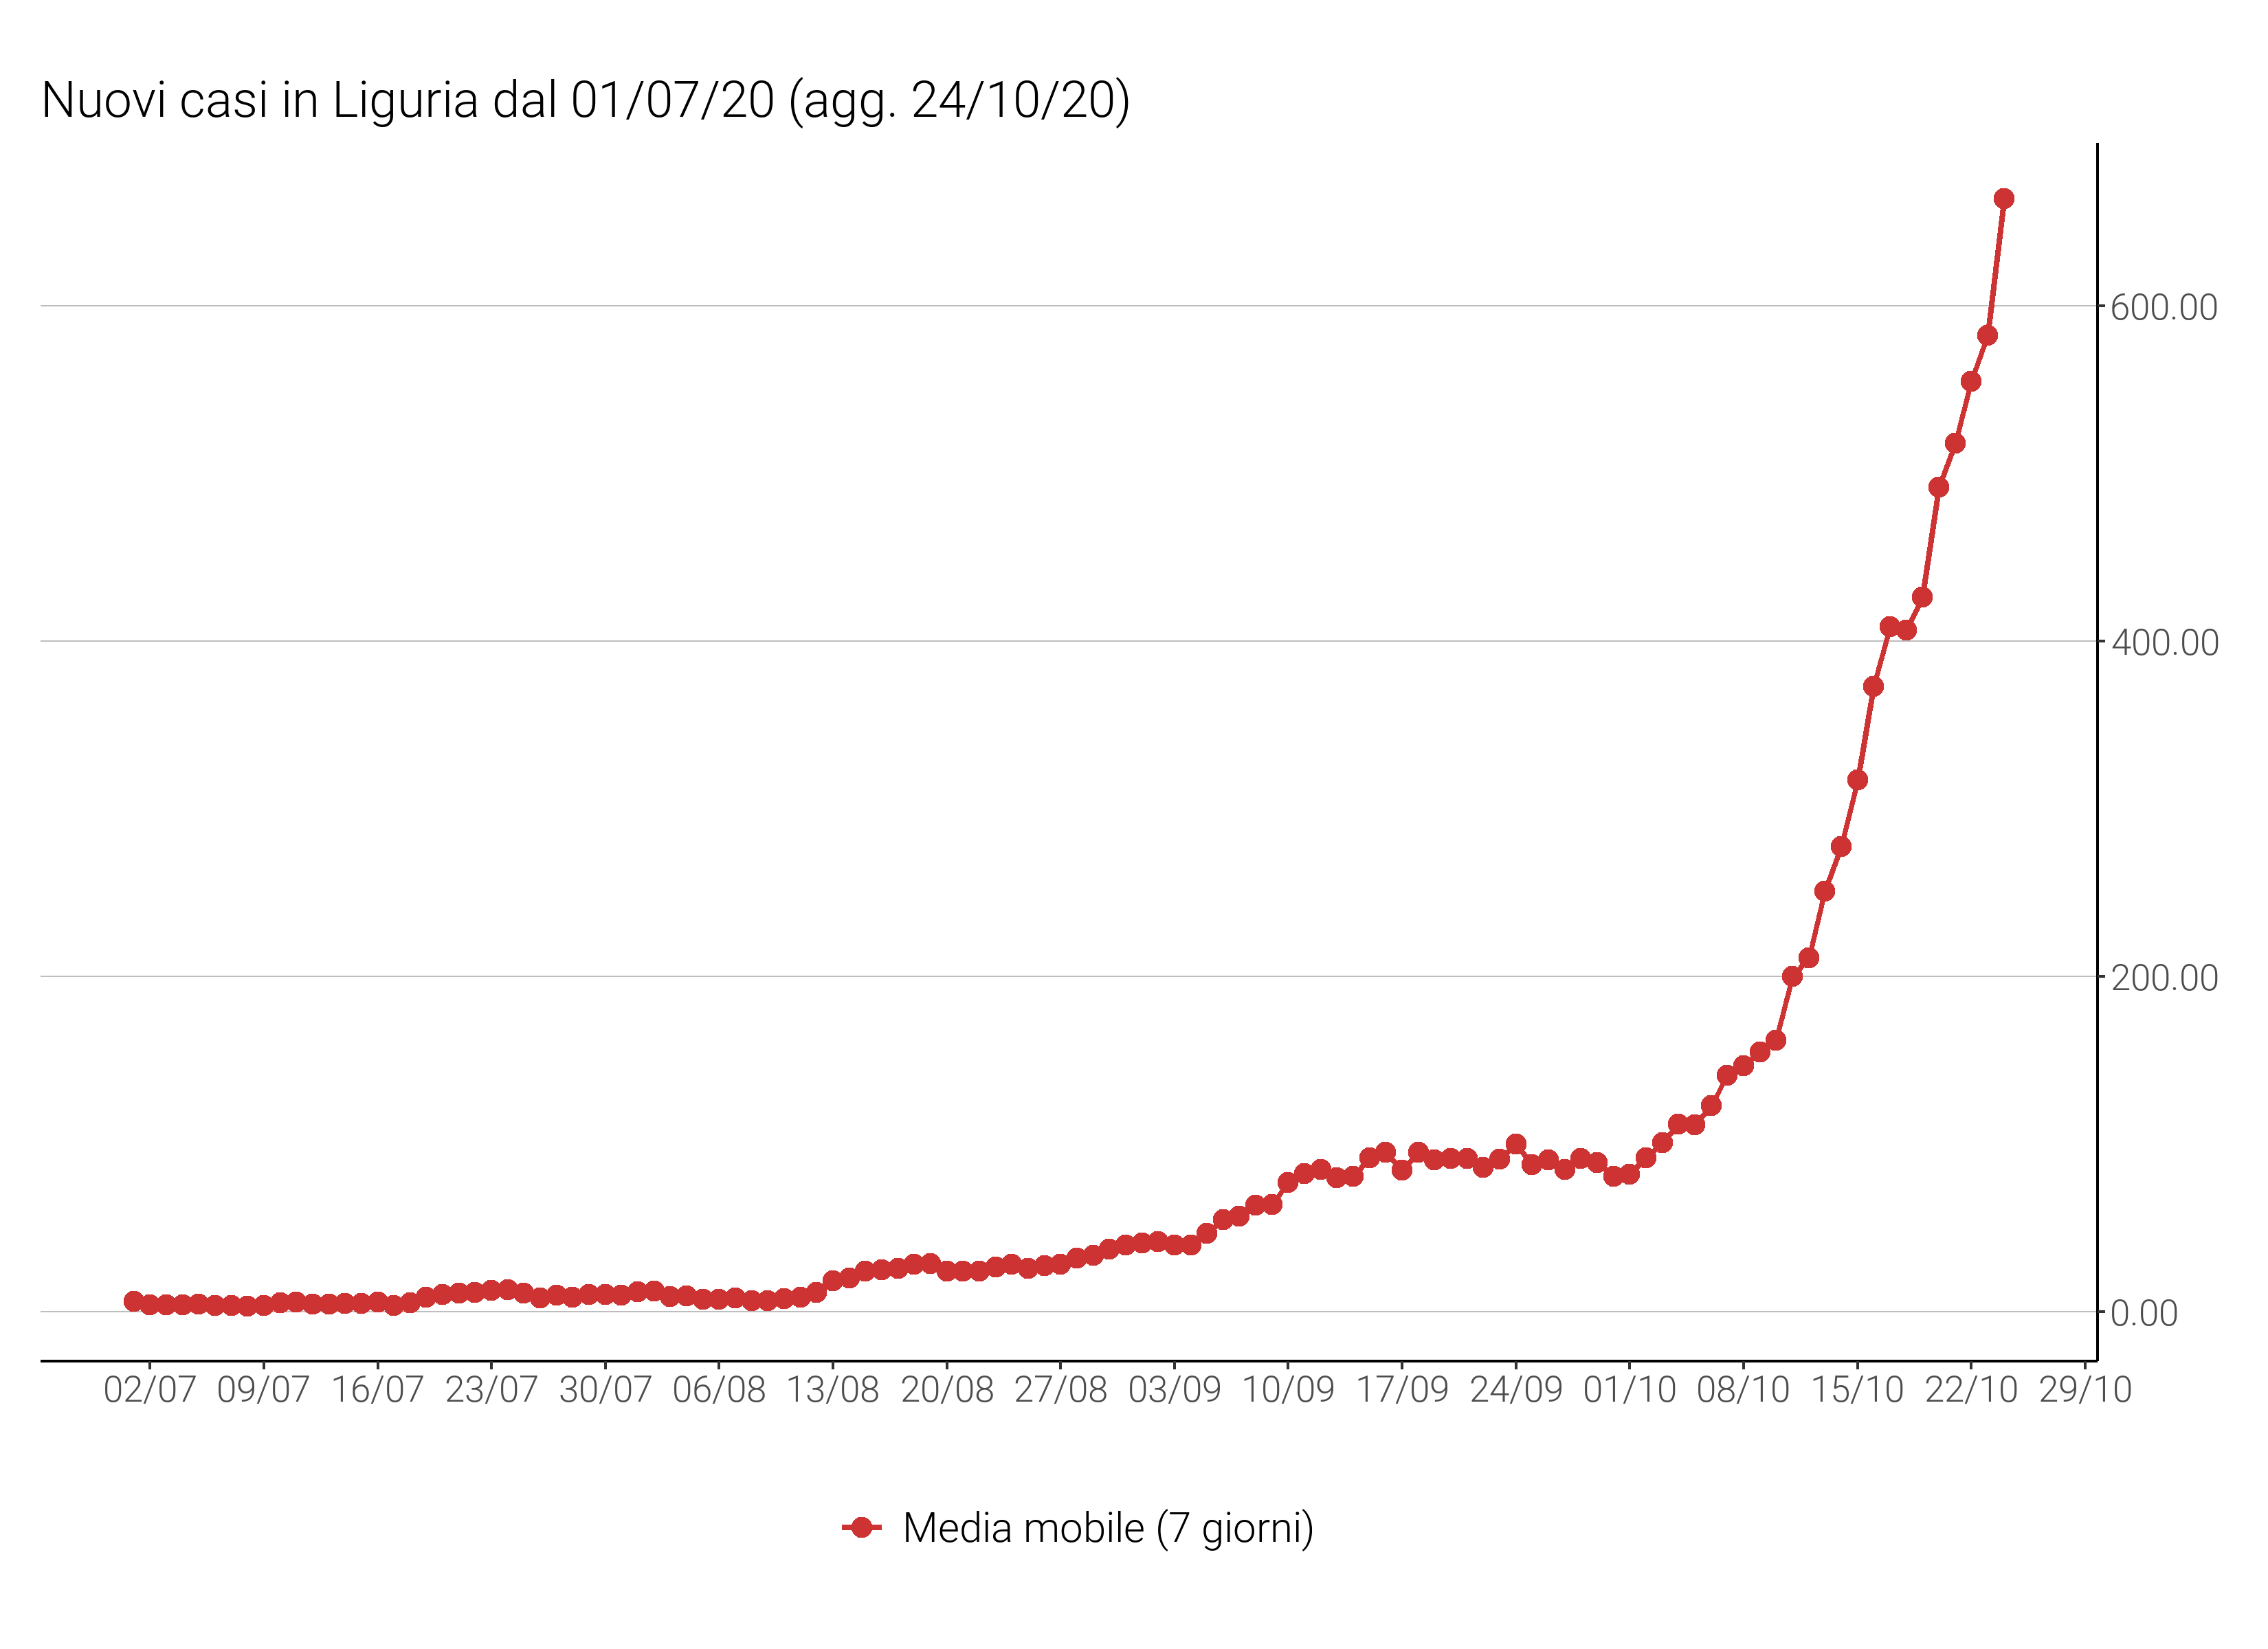 Nuovi casi in Liguria dal 01/07/20 (agg. 24/10/20)
600.00
400.00
200.00
0.00
02/07 09/07 16/07 23/07 30/07 06/08 13/08 20/08 27/08 03/09 10/09 17/09 24/09 01/10 08/10 15/10 22/10 29/10
Media mobile (7 giorni)